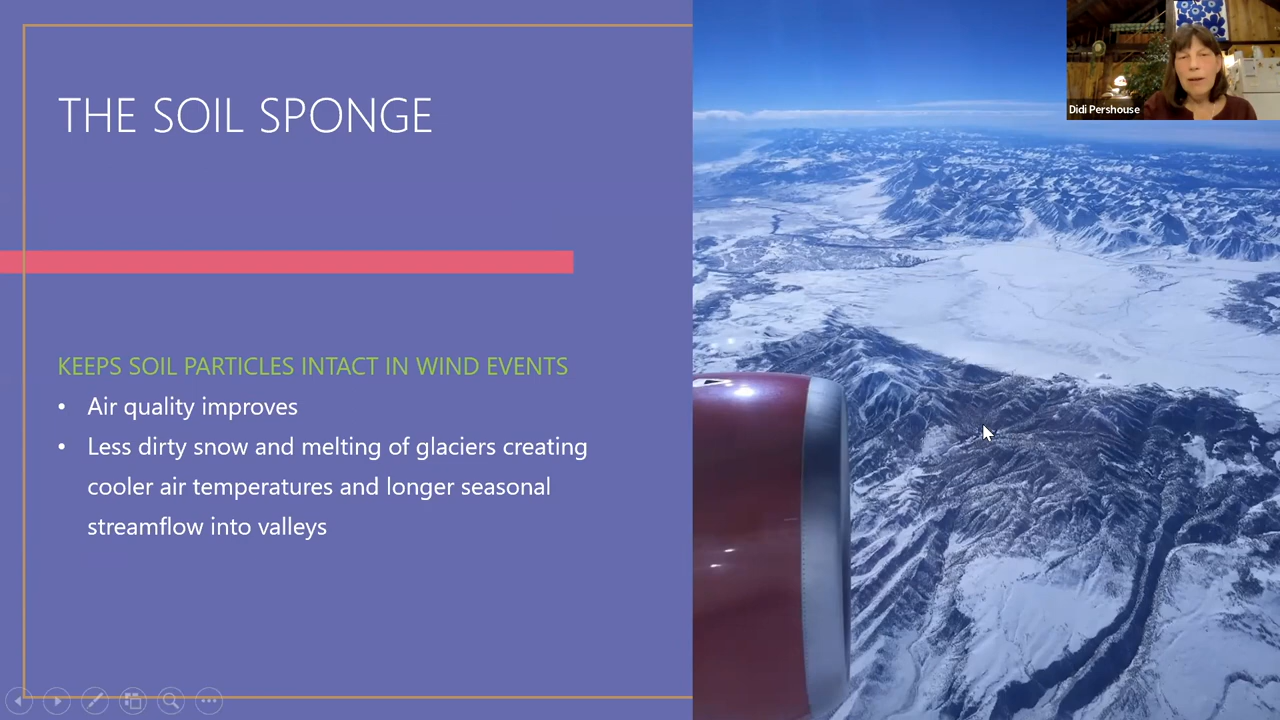 THE SOIL SPONGE
Didi Pershouse
KEEPS SOIL PARTICLES INTACT IN WIND EVENTS
• Air quality improves
• Less dirty snow and melting of glaciers creating
cooler air temperatures and longer seasonal
streamflow into valleys